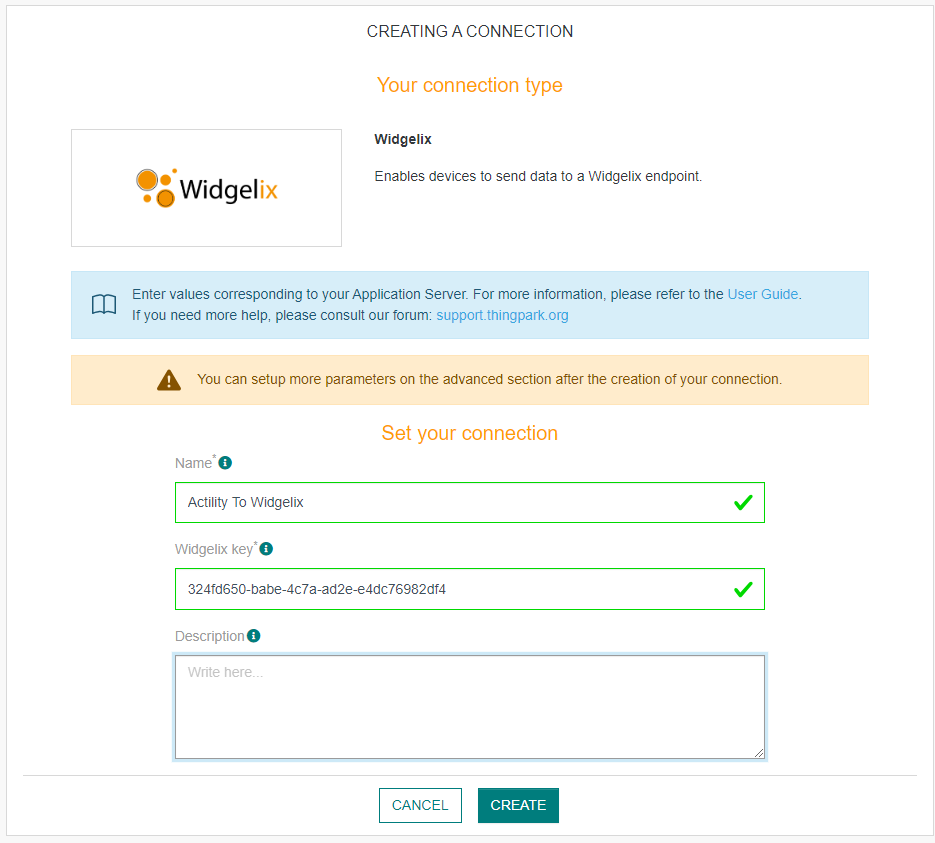 CREATING A CONNECTION
Your connection type
Widgelix
Widgelix
Enables devices to send data to a Widgelix endpoint.
Enter values corresponding to your Application Server. For more information, please refer to the User Guide.
If you need more help, please consult our forum: support.thingpark.org
You can setup more parameters on the advanced section after the creation of your connection.
Set your connection
Name*
Actility To Widgelix
Widgelix key*
324fd650-babe-4c7a-ad2e-e4dc76982df4
Description
Write here...
CANCEL CREATE